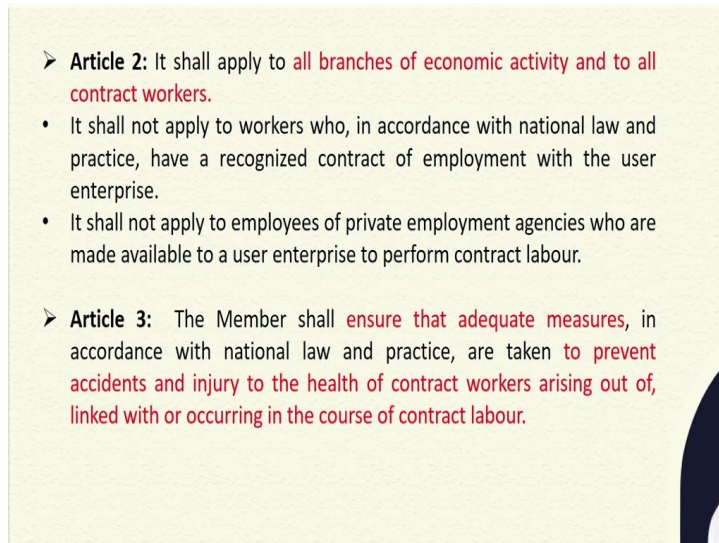 ➢ Article 2: It shall apply to all branches of economic activity and to all
contract workers.
• It shall not apply to workers who, in accordance with national law and
practice, have a recognized contract of employment with the user
enterprise.
• It shall not apply to employees of private employment agencies who are
made available to a user enterprise to perform contract labour.
➢ Article 3: The Member shall ensure that adequate measures, in
accordance with national law and practice, are taken to prevent
accidents and injury to the health of contract workers arising out of,
linked with or occurring in the course of contract labour.